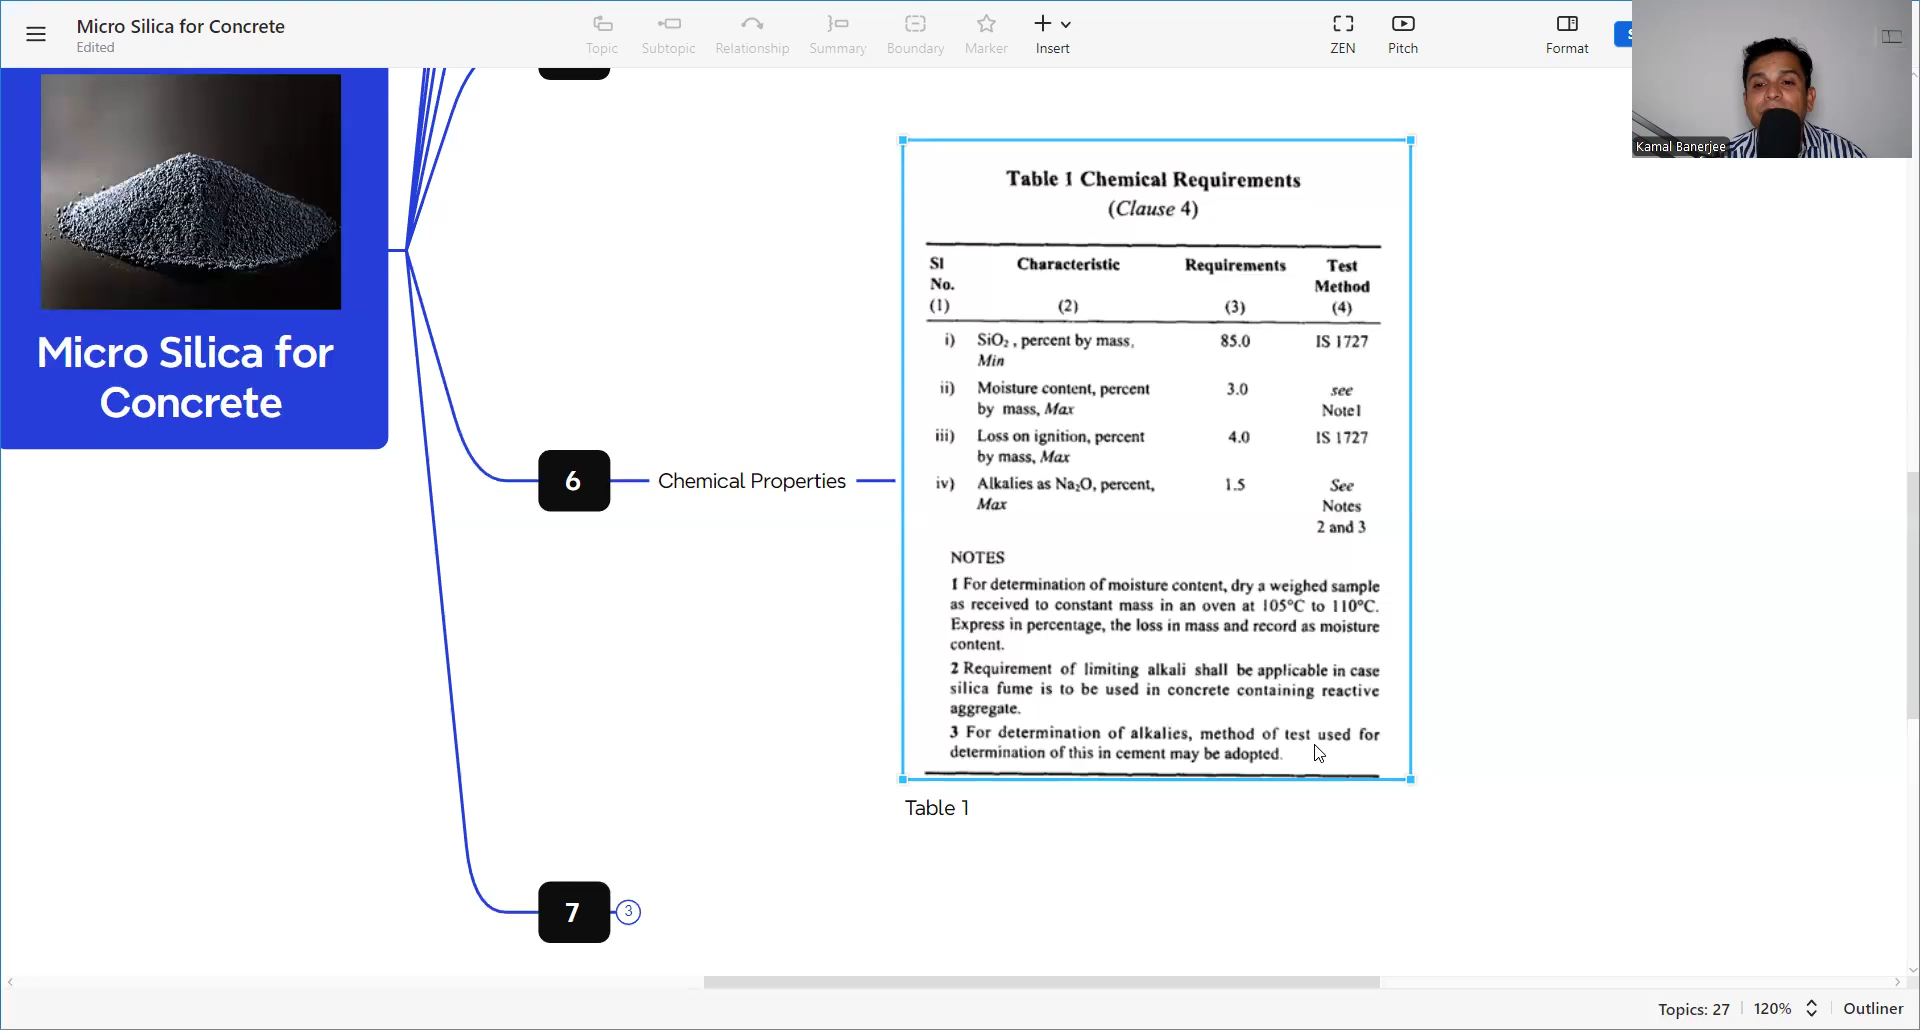 Micro Silica for Concrete
Edited
Topic
Subtopic
Relationship
Summary
Boundary
Marker
Insert
ZEN
Pitch
Format
Kamal Banerjee
Micro Silica for
Concrete
6
Chemical Properties
Table 1 Chemical Requirements
(Clause 4)
Sl No. Characteristic Requirements Test Method
(1) (2) (3) (4)
i) SiO₂ , percent by mass, 85.0 IS 1727
Min
ii) Moisture content, percent 3.0 see
by mass, Max Note1
iii) Loss on ignition, percent 4.0 IS 1727
by mass, Max
iv) Alkalies as Na₂O, percent, 1.5 See
Max Notes
2 and 3
NOTES
1 For determination of moisture content, dry a weighed sample
as received to constant mass in an oven at 105°C to 110°C.
Express in percentage, the loss in mass and record as moisture
content.
2 Requirement of limiting alkali shall be applicable in case
silica fume is to be used in concrete containing reactive
aggregate.
3 For determination of alkalies, method of test used for
determination of this in cement may be adopted.
Table 1
7
3
Topics: 27
120%
Outliner